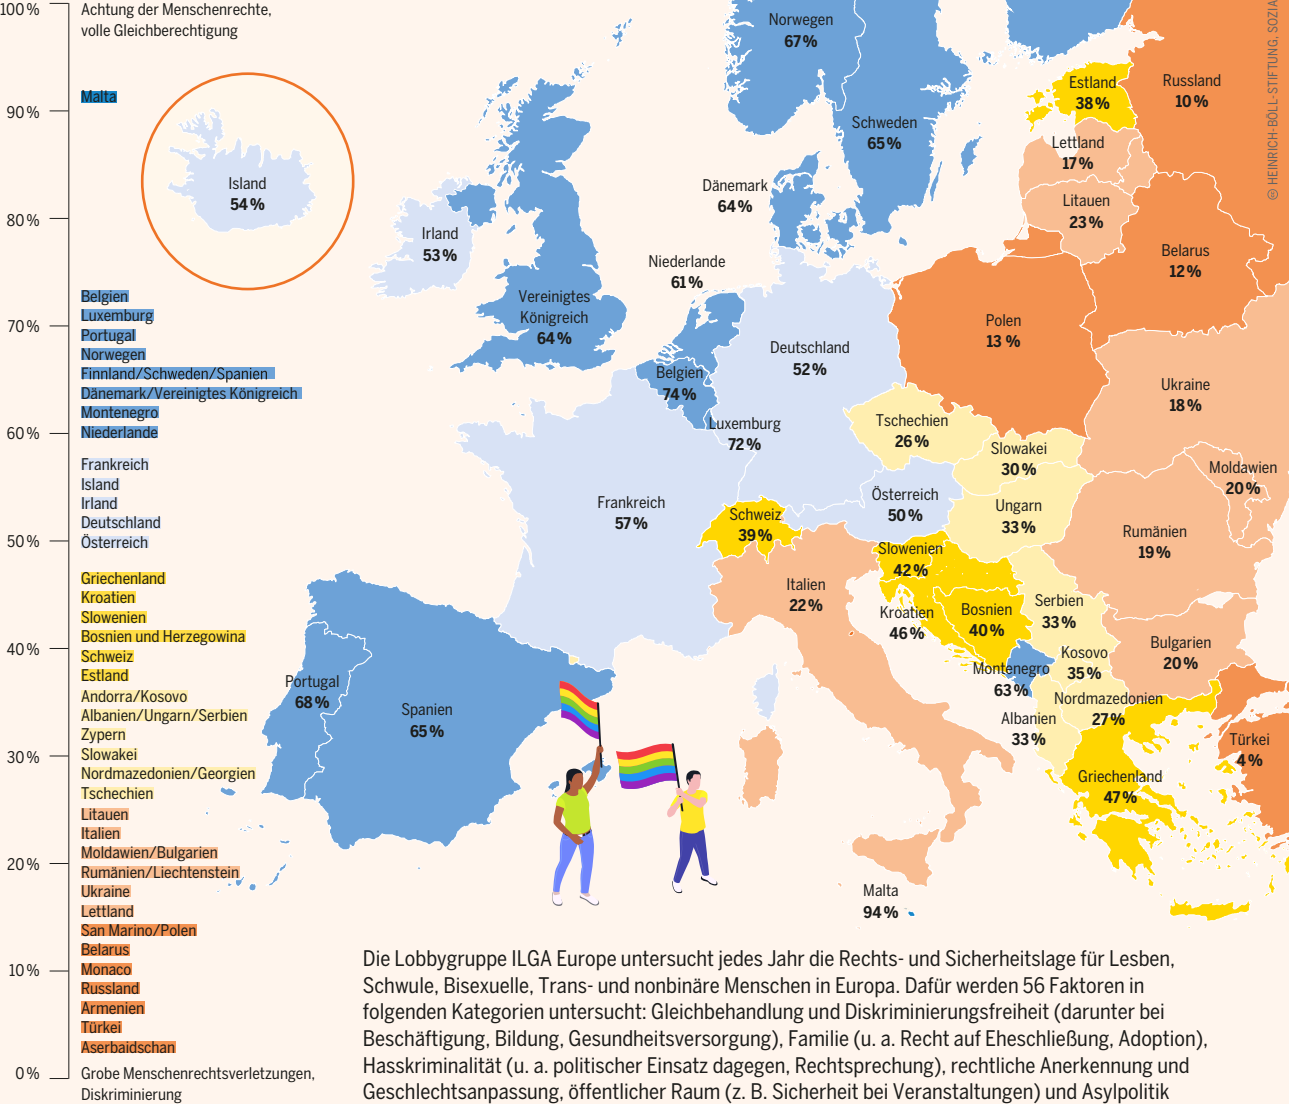 100 %
Achtung der Menschenrechte,
volle Gleichberechtigung
90 %
80 %
70 %
60 %
50 %
40 %
30 %
20 %
10 %
0 %
Malta
Belgien
Luxemburg
Portugal
Norwegen
Finnland/Schweden/Spanien
Dänemark/Vereinigtes Königreich
Montenegro
Niederlande
Frankreich
Island
Irland
Deutschland
Österreich
Griechenland
Kroatien
Slowenien
Bosnien und Herzegowina
Schweiz
Estland
Andorra/Kosovo
Albanien/Ungarn/Serbien
Zypern
Slowakei
Nordmazedonien/Georgien
Tschechien
Litauen
Italien
Moldawien/Bulgarien
Rumänien/Liechtenstein
Ukraine
Lettland
San Marino/Polen
Belarus
Monaco
Russland
Armenien
Türkei
Aserbaidschan
Grobe Menschenrechtsverletzungen,
Diskriminierung
Island
54 %
Norwegen
67 %
Schweden
65 %
Estland
38 %
Russland
10 %
Lettland
17 %
Litauen
23 %
Dänemark
64 %
Irland
53 %
Niederlande
61 %
Vereinigtes
Königreich
64 %
Belarus
12 %
Polen
13 %
Deutschland
52 %
Belgien
74 %
Luxemburg
72 %
Ukraine
18 %
Tschechien
26 %
Slowakei
30 %
Moldawien
20 %
Frankreich
57 %
Schweiz
39 %
Österreich
50 %
Ungarn
33 %
Rumänien
19 %
Slowenien
42 %
Italien
22 %
Kroatien
46 %
Bosnien
40 %
Serbien
33 %
Bulgarien
20 %
Kosovo
35 %
Montenegro
63 %
Portugal
68 %
Spanien
65 %
Nordmazedonien
27 %
Albanien
33 %
Türkei
4 %
Griechenland
47 %
Malta
94 %
Die Lobbygruppe ILGA Europe untersucht jedes Jahr die Rechts- und Sicherheitslage für Lesben,
Schwule, Bisexuelle, Trans- und nonbinäre Menschen in Europa. Dafür werden 56 Faktoren in
folgenden Kategorien untersucht: Gleichbehandlung und Diskriminierungsfreiheit (darunter bei
Beschäftigung, Bildung, Gesundheitsversorgung), Familie (u. a. Recht auf Eheschließung, Adoption),
Hasskriminalität (u. a. politischer Einsatz dagegen, Rechtsprechung), rechtliche Anerkennung und
Geschlechtsanpassung, öffentlicher Raum (z. B. Sicherheit bei Veranstaltungen) und Asylpolitik
© HEINRICH-BÖLL-STIFTUNG,